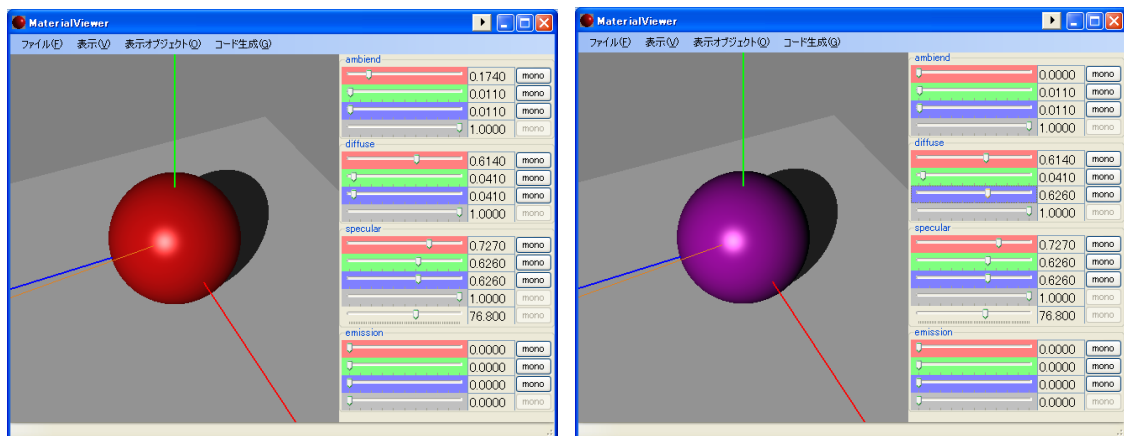 MaterialViewer
ファイル(F) 表示(V) 表示オブジェクト(O) コード生成(G)
ambiend
0.1740 mono
0.0110 mono
0.0110 mono
1.0000 mono
diffuse
0.6140 mono
0.0410 mono
0.0410 mono
1.0000 mono
specular
0.7270 mono
0.6260 mono
0.6260 mono
1.0000 mono
76.800 mono
emission
0.0000 mono
0.0000 mono
0.0000 mono
0.0000 mono
MaterialViewer
ファイル(F) 表示(V) 表示オブジェクト(O) コード生成(G)
ambiend
0.0000 mono
0.0110 mono
0.0110 mono
1.0000 mono
diffuse
0.6140 mono
0.0410 mono
0.6260 mono
1.0000 mono
specular
0.7270 mono
0.6260 mono
0.6260 mono
1.0000 mono
76.800 mono
emission
0.0000 mono
0.0000 mono
0.0000 mono
0.0000 mono